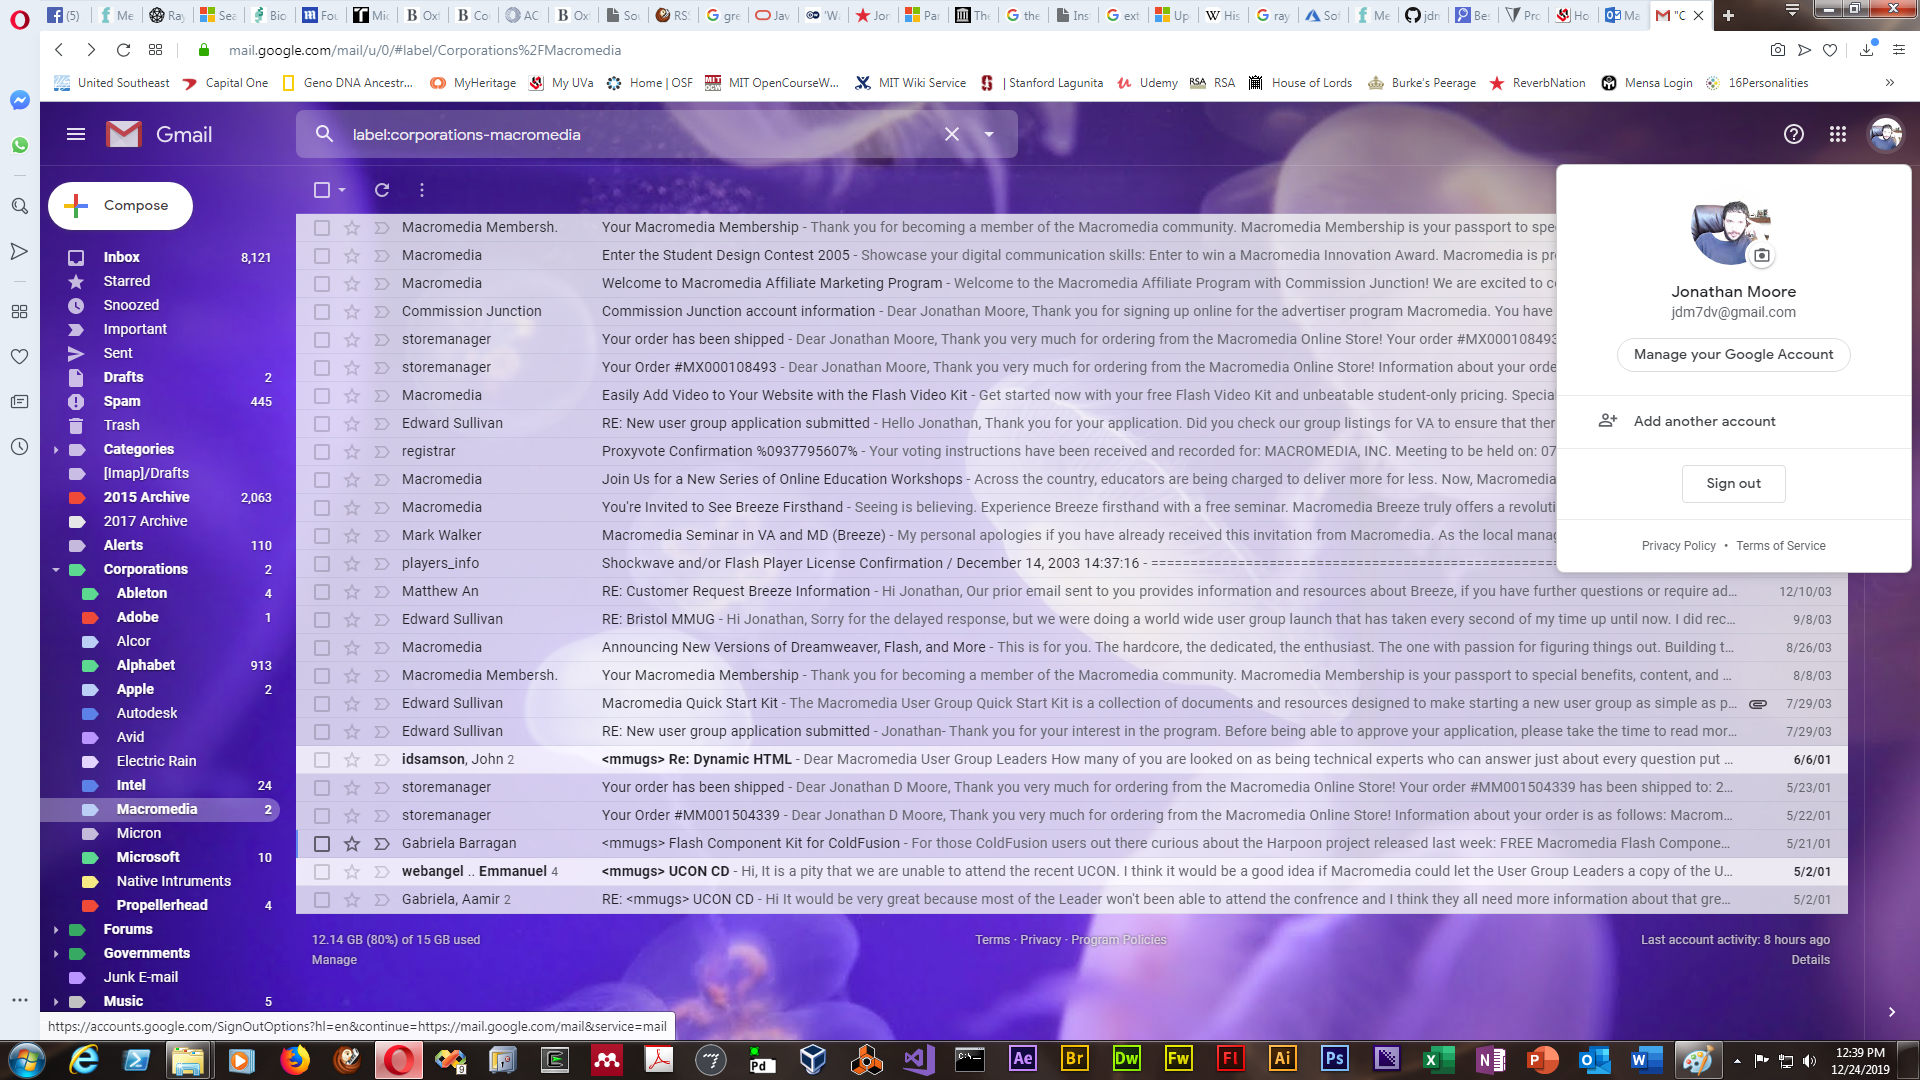 (5) Me Ray Sea Bio Fou Mic Oxf Col AC Oxf Sou RS: gre Jav 'W Jor Par The the Ins ext Up His ray Sof Me jdm Bes Pro Ho Ma "C
mail.google.com/mail/u/0/#label/Corporations%2FMacromedia
United Southeast Capital One Geno DNA Ancestr... MyHeritage My UVa Home | OSF MIT OpenCourseW... MIT Wiki Service | Stanford Lagunita Udemy RSA House of Lords Burke's Peerage ReverbNation Mensa Login 16Personalities »
Gmail
label:corporations-macromedia
Compose
Inbox 8,121
Starred
Snoozed
Important
Sent
Drafts 2
Spam 445
Trash
Categories
[Imap]/Drafts
2015 Archive 2,063
2017 Archive
Alerts 110
Corporations 2
Ableton 4
Adobe 1
Alcor
Alphabet 913
Apple 2
Autodesk
Avid
Electric Rain
Intel 24
Macromedia 2
Micron
Microsoft 10
Native Intruments
Propellerhead 4
Forums
Governments
Junk E-mail
Music 5
Macromedia Membersh. Your Macromedia Membership - Thank you for becoming a member of the Macromedia community. Macromedia Membership is your passport to spe
Macromedia Enter the Student Design Contest 2005 - Showcase your digital communication skills: Enter to win a Macromedia Innovation Award. Macromedia is pr
Macromedia Welcome to Macromedia Affiliate Marketing Program - Welcome to the Macromedia Affiliate Program with Commission Junction! We are excited to c
Commission Junction Commission Junction account information - Dear Jonathan Moore, Thank you for signing up online for the advertiser program Macromedia. You have
storemanager Your order has been shipped - Dear Jonathan Moore, Thank you very much for ordering from the Macromedia Online Store! Your order #MX000108493
storemanager Your Order #MX000108493 - Dear Jonathan Moore, Thank you very much for ordering from the Macromedia Online Store! Information about your orde
Macromedia Easily Add Video to Your Website with the Flash Video Kit - Get started now with your free Flash Video Kit and unbeatable student-only pricing. Special
Edward Sullivan RE: New user group application submitted - Hello Jonathan, Thank you for your application. Did you check our group listings for VA to ensure that ther
registrar Proxyvote Confirmation %0937795607% - Your voting instructions have been received and recorded for: MACROMEDIA, INC. Meeting to be held on: 07
Macromedia Join Us for a New Series of Online Education Workshops - Across the country, educators are being charged to deliver more for less. Now, Macromedia
Macromedia You're Invited to See Breeze Firsthand - Seeing is believing. Experience Breeze firsthand with a free seminar. Macromedia Breeze truly offers a revoluti
Mark Walker Macromedia Seminar in VA and MD (Breeze) - My personal apologies if you have already received this invitation from Macromedia. As the local manag
players_info Shockwave and/or Flash Player License Confirmation / December 14, 2003 14:37:16 - ====================================================
Matthew An RE: Customer Request Breeze Information - Hi Jonathan, Our prior email sent to you provides information and resources about Breeze, if you have further questions or require ad... 12/10/03
Edward Sullivan RE: Bristol MMUG - Hi Jonathan, Sorry for the delayed response, but we were doing a world wide user group launch that has taken every second of my time up until now. I did rec... 9/8/03
Macromedia Announcing New Versions of Dreamweaver, Flash, and More - This is for you. The hardcore, the dedicated, the enthusiast. The one with passion for figuring things out. Building t... 8/26/03
Macromedia Membersh. Your Macromedia Membership - Thank you for becoming a member of the Macromedia community. Macromedia Membership is your passport to special benefits, content, and ... 8/8/03
Edward Sullivan Macromedia Quick Start Kit - The Macromedia User Group Quick Start Kit is a collection of documents and resources designed to make starting a new user group as simple as p... 7/29/03
Edward Sullivan RE: New user group application submitted - Jonathan- Thank you for your interest in the program. Before being able to approve your application, please take the time to read mor... 7/29/03
idsamson, John 2 <mmugs> Re: Dynamic HTML - Dear Macromedia User Group Leaders How many of you are looked on as being technical experts who can answer just about every question put ... 6/6/01
storemanager Your order has been shipped - Dear Jonathan D Moore, Thank you very much for ordering from the Macromedia Online Store! Your order #MM001504339 has been shipped to: 2... 5/23/01
storemanager Your Order #MM001504339 - Dear Jonathan D Moore, Thank you very much for ordering from the Macromedia Online Store! Information about your order is as follows: Macrom... 5/22/01
Gabriela Barragan <mmugs> Flash Component Kit for ColdFusion - For those ColdFusion users out there curious about the Harpoon project released last week: FREE Macromedia Flash Compone... 5/21/01
webangel .. Emmanuel 4 <mmugs> UCON CD - Hi, It is a pity that we are unable to attend the recent UCON. I think it would be a good idea if Macromedia could let the User Group Leaders a copy of the U... 5/2/01
Gabriela, Aamir 2 RE: <mmugs> UCON CD - Hi It would be very great because most of the Leader won't been able to attend the confrence and I think they all need more information about that gre... 5/2/01
Jonathan Moore
jdm7dv@gmail.com
Manage your Google Account
Add another account
Sign out
Privacy Policy • Terms of Service
12.14 GB (80%) of 15 GB used
Manage
Terms · Privacy · Program Policies
Last account activity: 8 hours ago
Details
https://accounts.google.com/SignOutOptions?hl=en&continue=https://mail.google.com/mail&service=mail
12:39 PM
12/24/2019